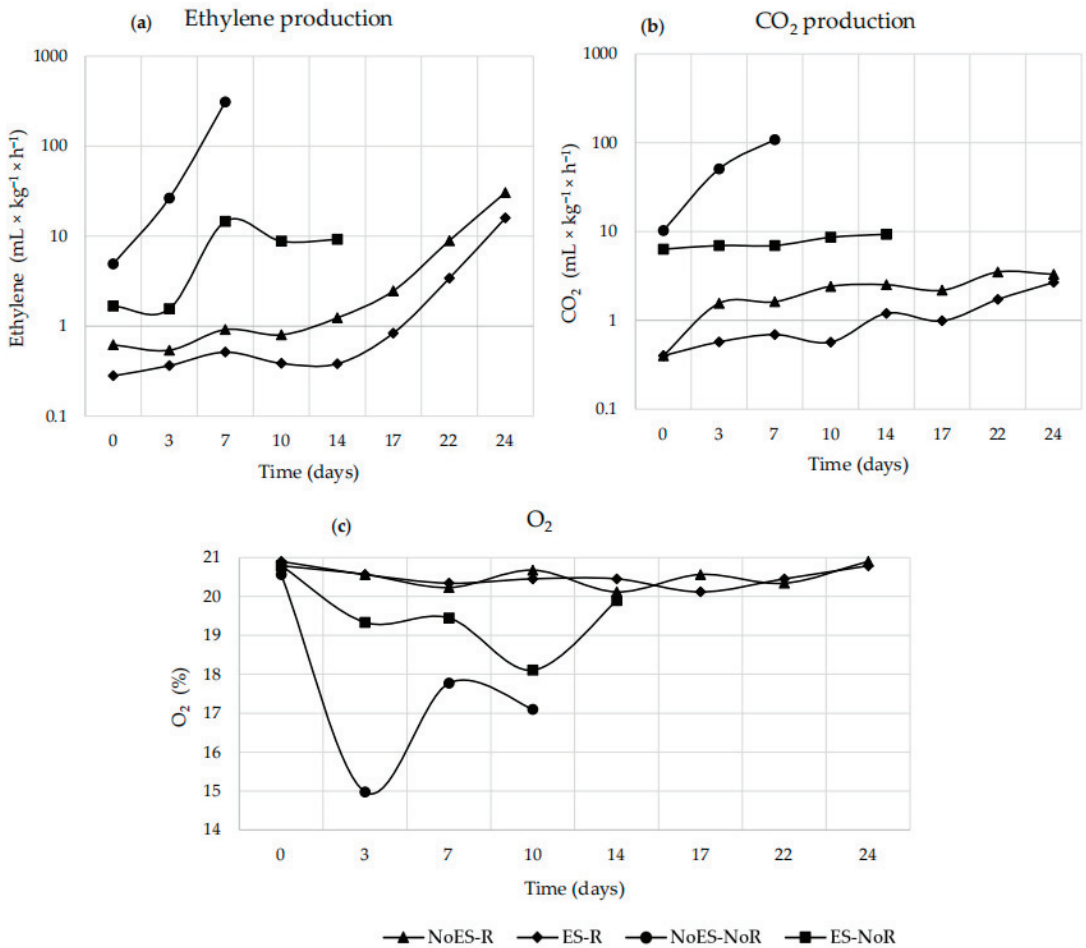 (a) Ethylene production
Ethylene (mL × kg⁻¹ × h⁻¹)
1000
100
10
1
0.1
0 3 7 10 14 17 22 24
Time (days)
(b) CO₂ production
CO₂ (mL × kg⁻¹ × h⁻¹)
1000
100
10
1
0.1
0 3 7 10 14 17 22 24
Time (days)
(c) O₂
O₂ (%)
21
20
19
18
17
16
15
14
0 3 7 10 14 17 22 24
Time (days)
NoES-R ES-R NoES-NoR ES-NoR